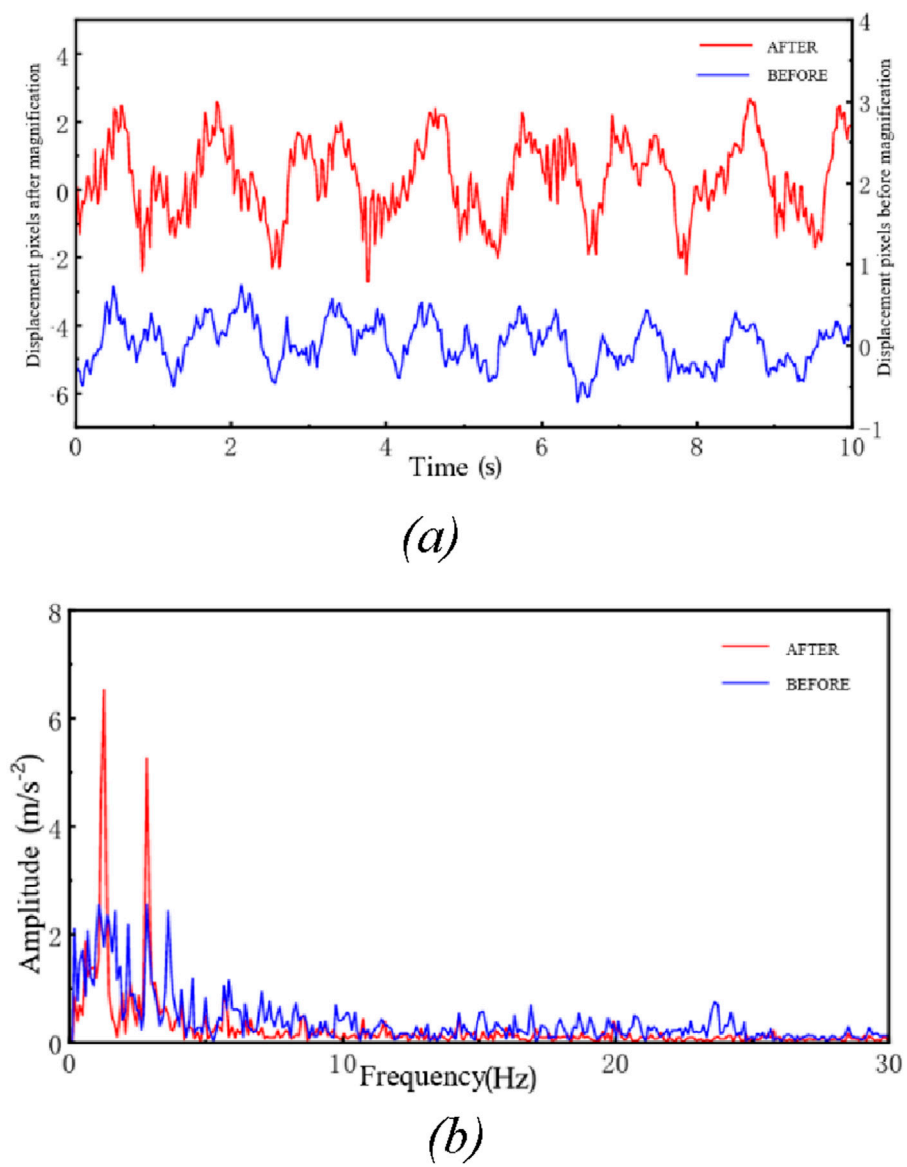 4
2
0
-2
-4
-6
Displacement pixels after magnification
AFTER
BEFORE
4
3
2
1
0
-1
Displacement pixels before magnification
0 2 4 6 8 10
Time (s)
(a)
8
6
4
2
0
Amplitude (m/s⁻²)
AFTER
BEFORE
0 10 20 30
Frequency(Hz)
(b)